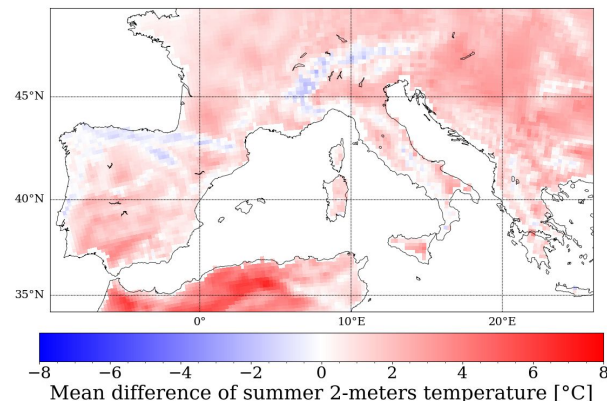 45°N
40°N
35°N
0°E
10°E
20°E
−8 −6 −4 −2 0 2 4 6 8
Mean difference of summer 2-meters temperature [°C]